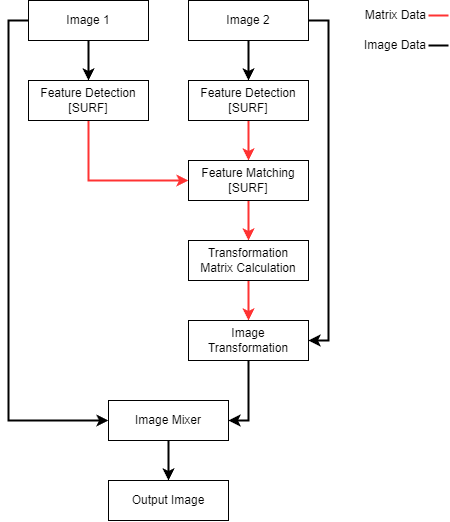 Image 1
Image 2
Matrix Data
Image Data
Feature Detection
[SURF]
Feature Detection
[SURF]
Feature Matching
[SURF]
Transformation
Matrix Calculation
Image
Transformation
Image Mixer
Output Image